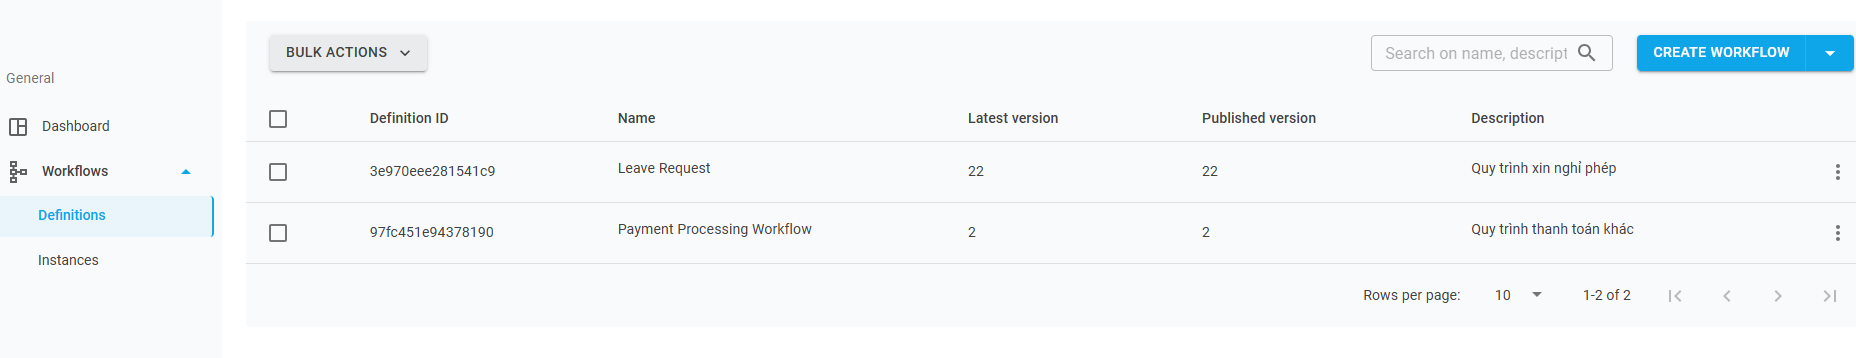 BULK ACTIONS
Search on name, descript
CREATE WORKFLOW
General
Dashboard
Workflows
Definitions
Instances
Definition ID Name Latest version Published version Description
3e970eee281541c9 Leave Request 22 22 Quy trình xin nghỉ phép
97fc451e94378190 Payment Processing Workflow 2 2 Quy trình thanh toán khác
Rows per page: 10 1-2 of 2